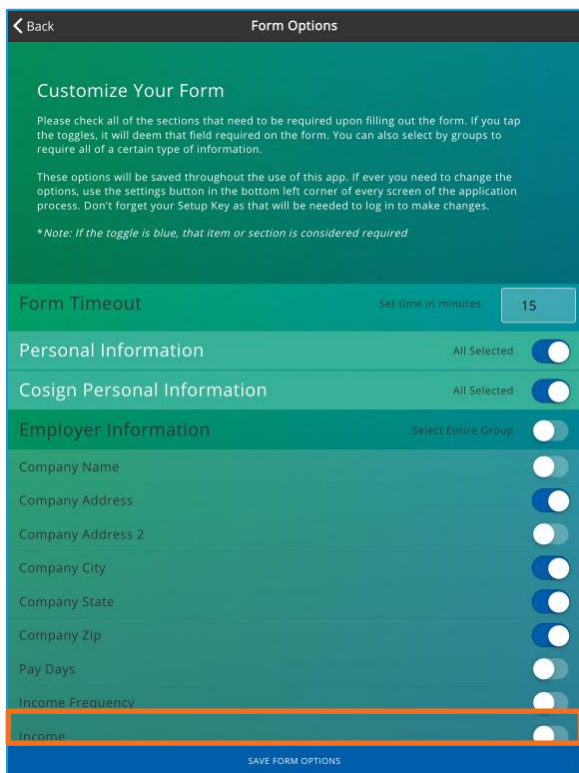 Back Form Options
Customize Your Form
Please check all of the sections that need to be required upon filling out the form. If you tap
the toggles, it will deem that field required on the form. You can also select by groups to
require all of a certain type of information.
These options will be saved throughout the use of this app. If ever you need to change the
options, use the settings button in the bottom left corner of every screen of the application
process. Don't forget your Setup Key as that will be needed to log in to make changes.
*Note: If the toggle is blue, that item or section is considered required
Form Timeout Set time in minutes 15
Personal Information All Selected
Cosign Personal Information All Selected
Employer Information Select Entire Group
Company Name
Company Address
Company Address 2
Company City
Company State
Company Zip
Pay Days
Income Frequency
Income
SAVE FORM OPTIONS